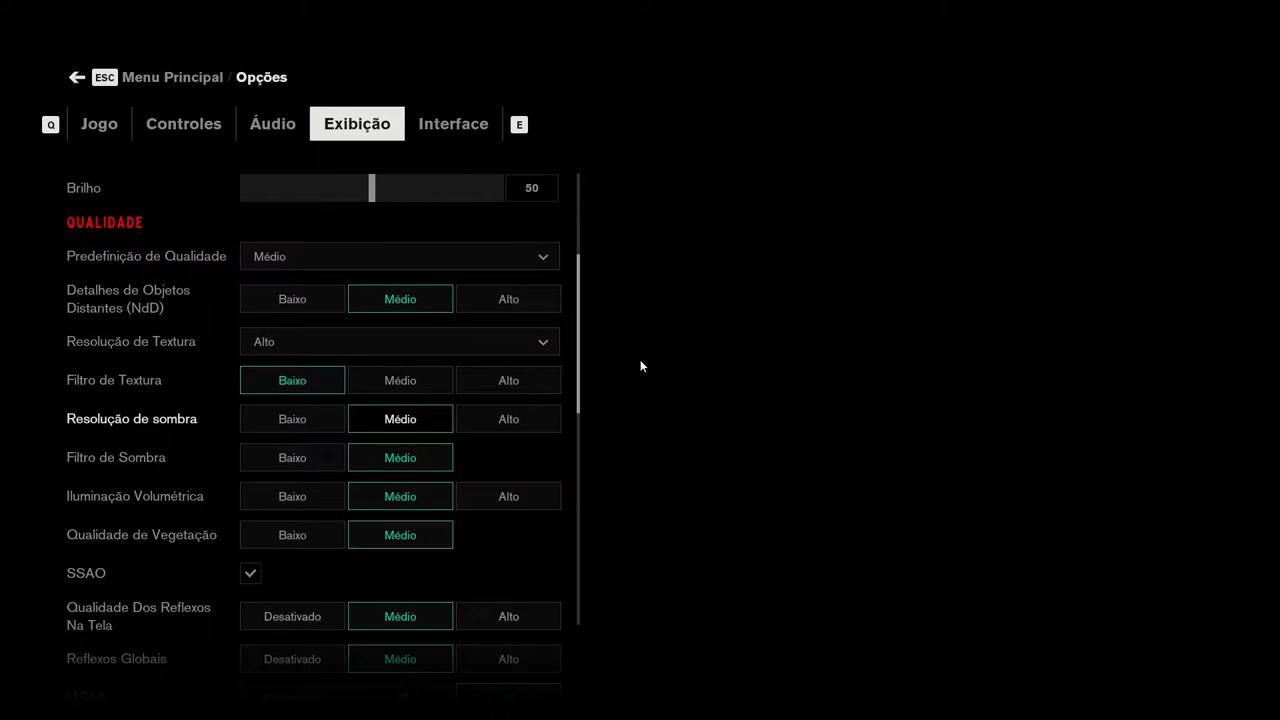 ESC Menu Principal / Opções
Q Jogo Controles Áudio Exibição Interface E
Brilho 50
QUALIDADE
Predefinição de Qualidade Médio
Detalhes de Objetos
Distantes (NdD) Baixo Médio Alto
Resolução de Textura Alto
Filtro de Textura Baixo Médio Alto
Resolução de sombra Baixo Médio Alto
Filtro de Sombra Baixo Médio
Iluminação Volumétrica Baixo Médio Alto
Qualidade de Vegetação Baixo Médio
SSAO
Qualidade Dos Reflexos
Na Tela Desativado Médio Alto
Reflexos Globais Desativado Médio Alto